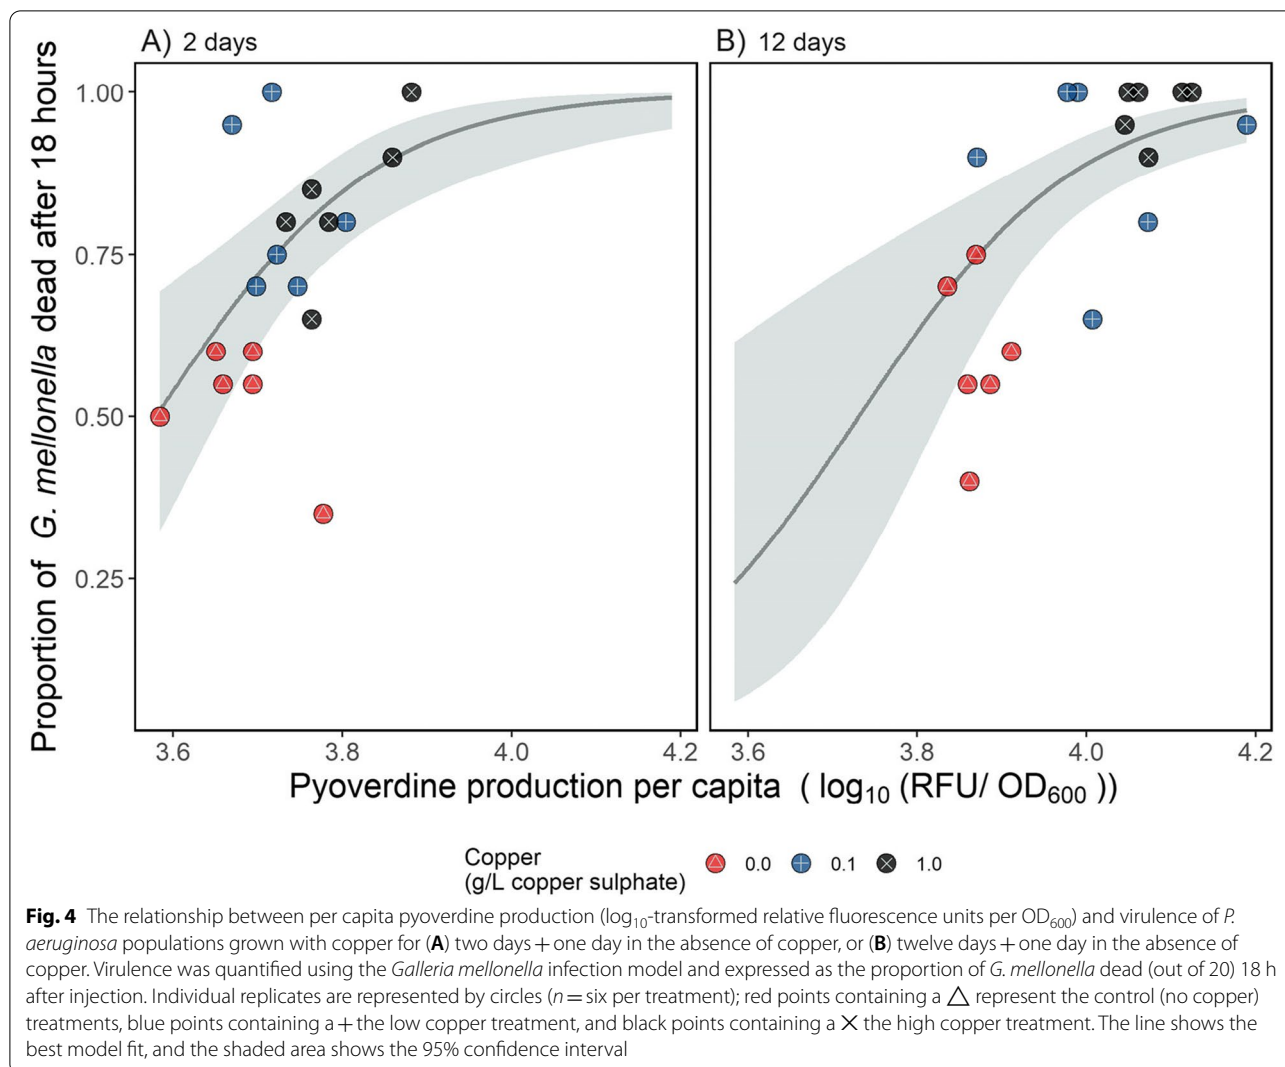 A) 2 days
B) 12 days
Proportion of G. mellonella dead after 18 hours
1.00
0.75
0.50
0.25
3.6 3.8 4.0 4.2 3.6 3.8 4.0 4.2
Pyoverdine production per capita ( log10 (RFU/ OD600 ))
Copper
(g/L copper sulphate) 0.0 0.1 1.0
Fig. 4 The relationship between per capita pyoverdine production (log10-transformed relative fluorescence units per OD600) and virulence of P.
aeruginosa populations grown with copper for (A) two days + one day in the absence of copper, or (B) twelve days + one day in the absence of
copper. Virulence was quantified using the Galleria mellonella infection model and expressed as the proportion of G. mellonella dead (out of 20) 18 h
after injection. Individual replicates are represented by circles (n = six per treatment); red points containing a △ represent the control (no copper)
treatments, blue points containing a + the low copper treatment, and black points containing a ✕ the high copper treatment. The line shows the
best model fit, and the shaded area shows the 95% confidence interval